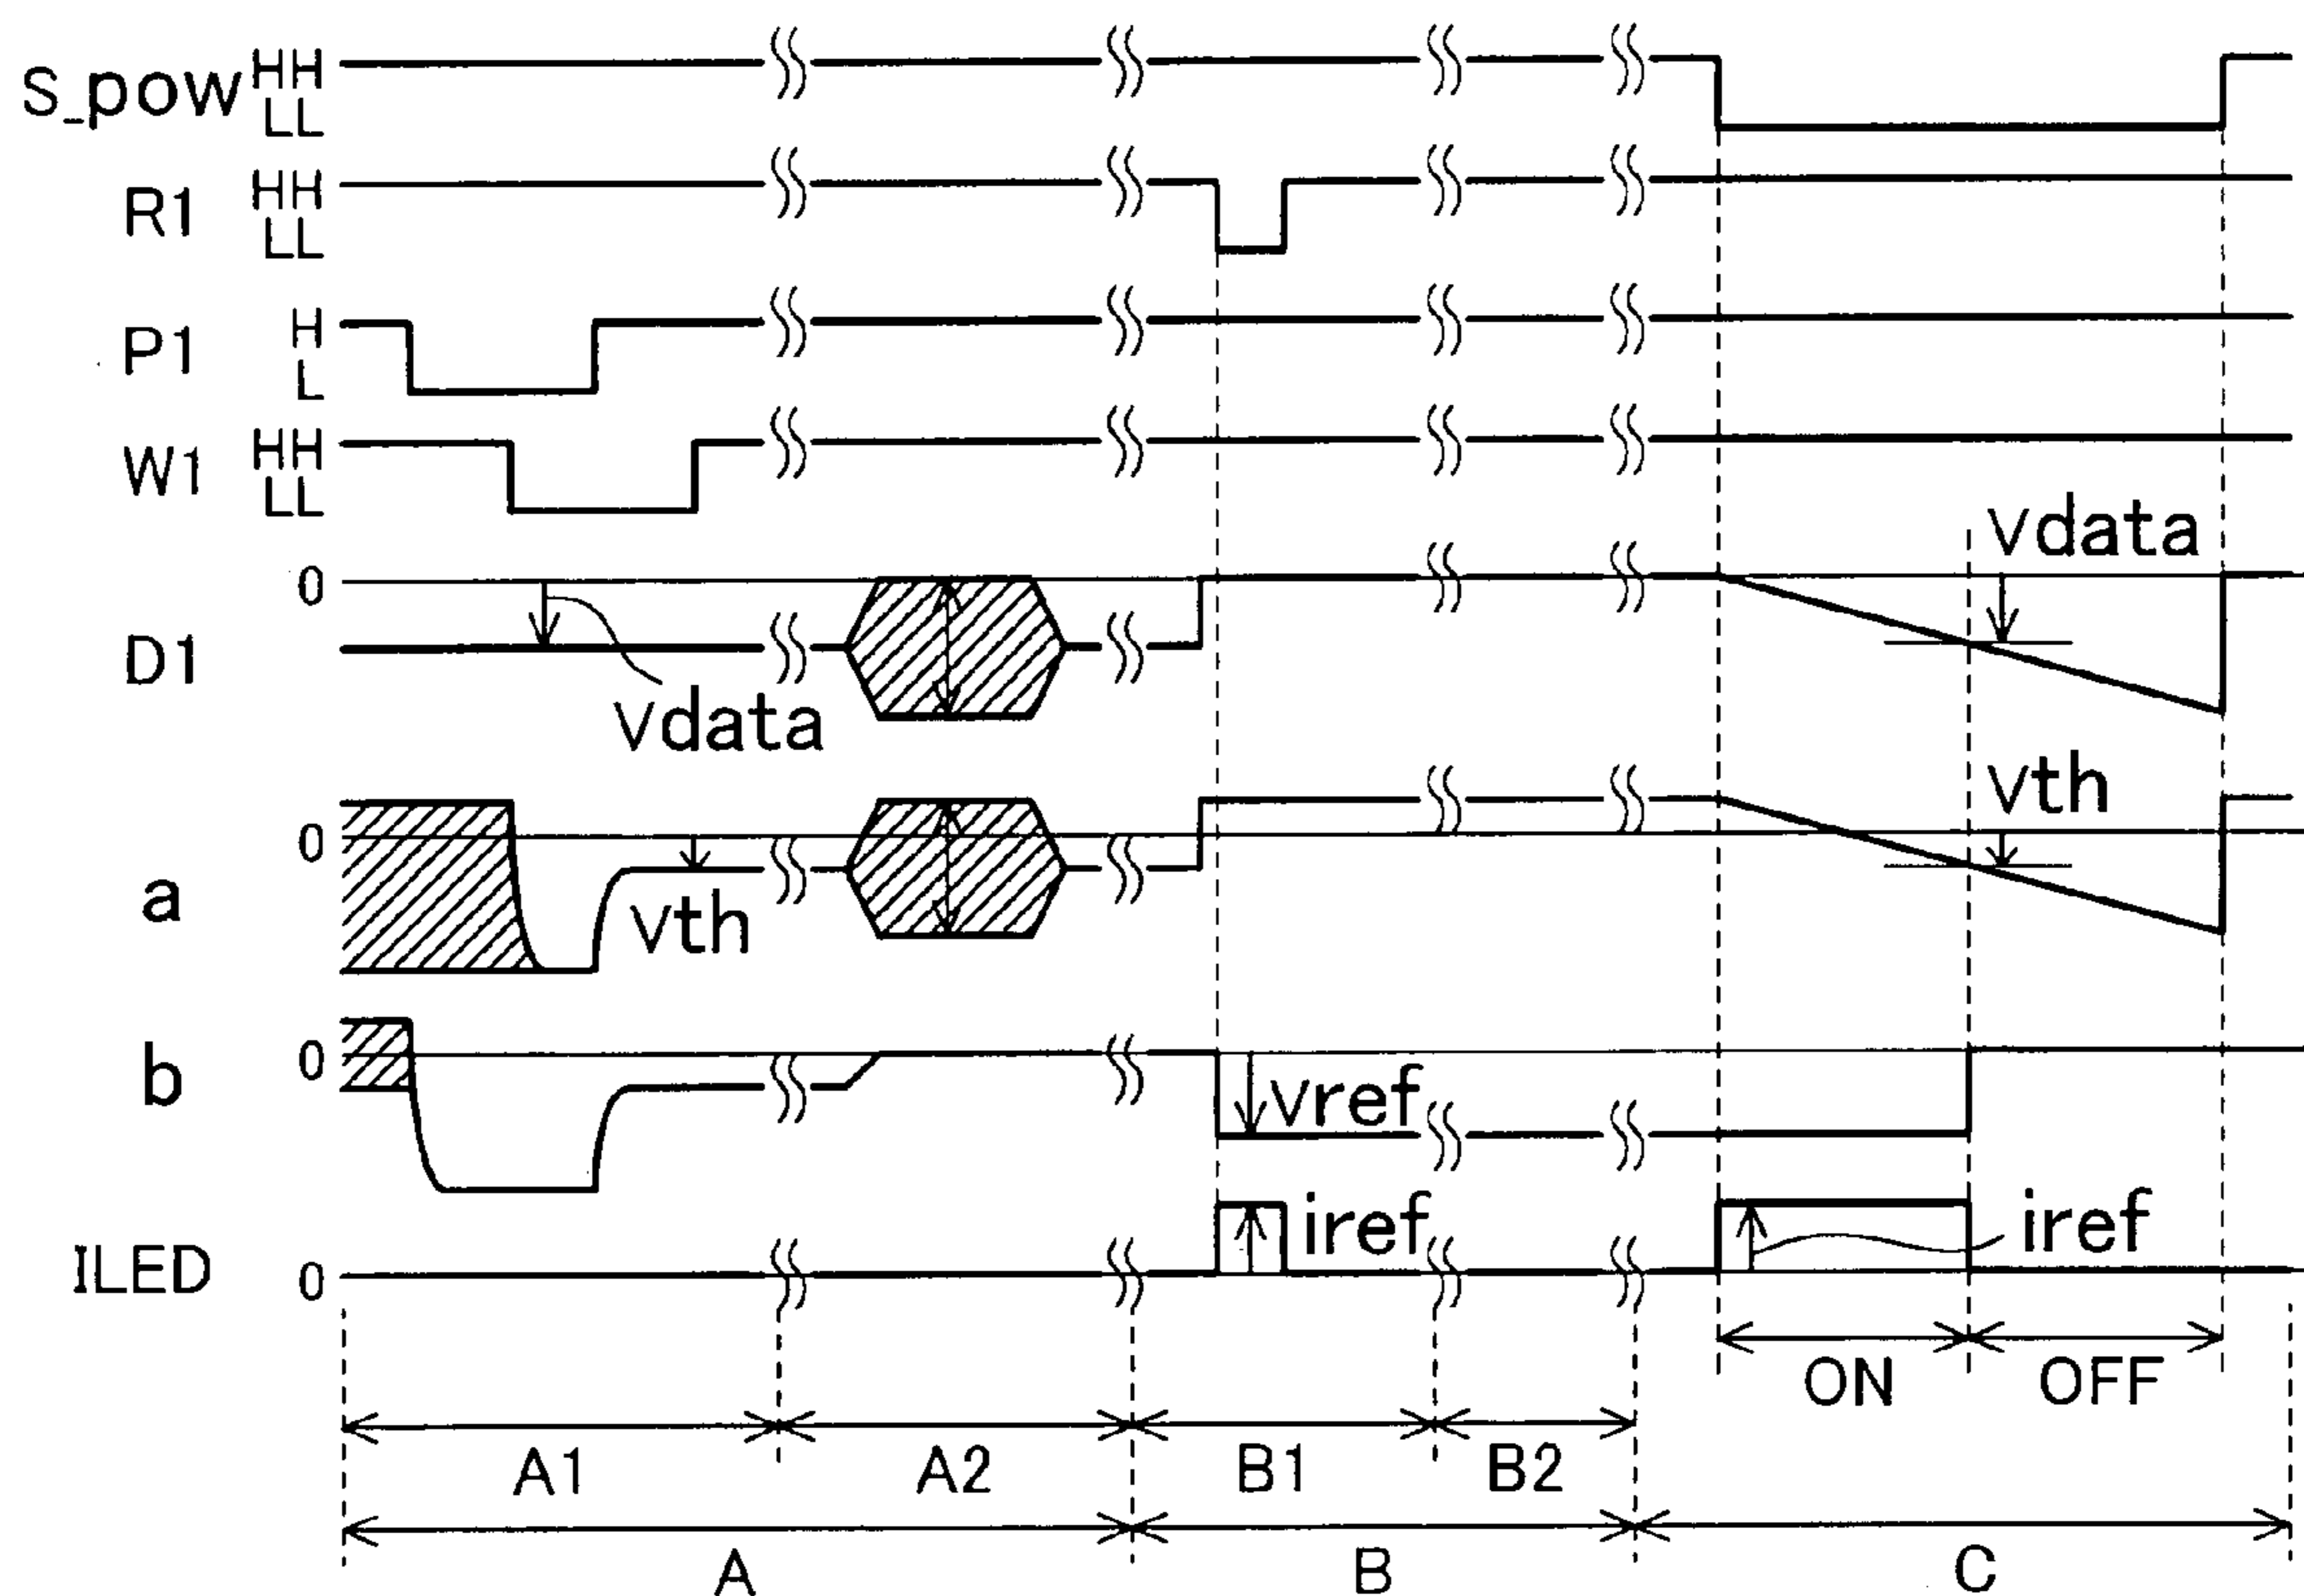 S_pow HH
LL
R1 HH
LL
P1 H
L
W1 HH
LL
Vdata
0
D1
Vdata
Vth
0
a
Vth
b 0
Vref
iref
iref
ILED 0
ON OFF
A1 A2 B1 B2
A B C